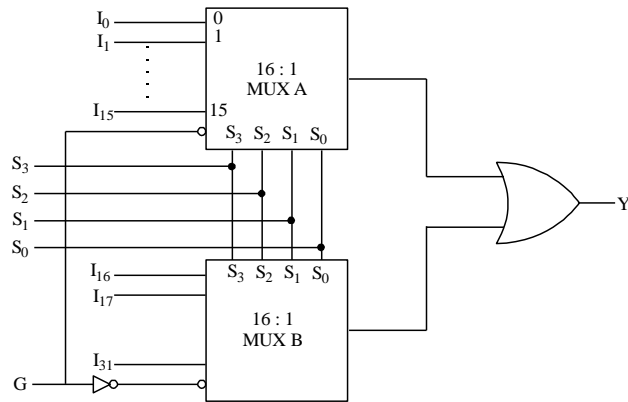 I₀ 0
I₁ 1
16 : 1
MUX A
I₁₅ 15
S₃ S₂ S₁ S₀
S₃
S₂
S₁
S₀
Y
S₃ S₂ S₁ S₀
I₁₆
I₁₇
16 : 1
MUX B
I₃₁
G